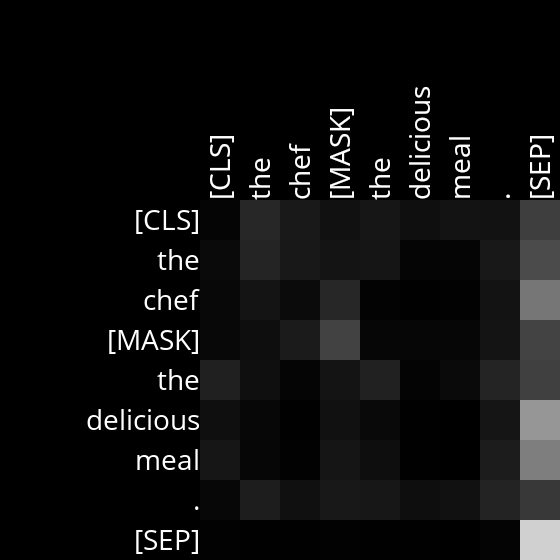 [CLS] the chef [MASK] the delicious meal . [SEP]
[CLS]
the
chef
[MASK]
the
delicious
meal
.
[SEP]